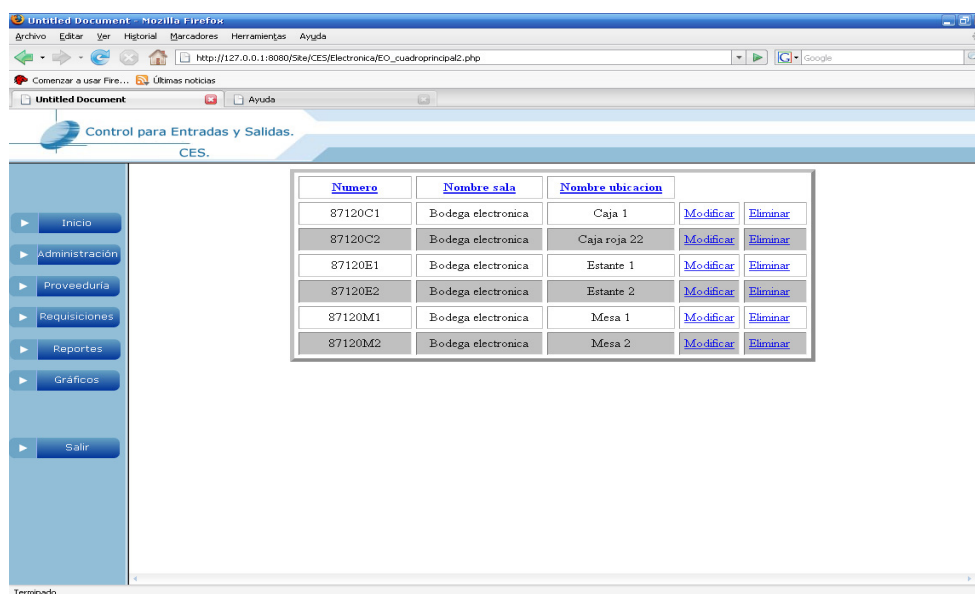 Untitled Document - Mozilla Firefox
Archivo Editar Ver Historial Marcadores Herramientas Ayuda
http://127.0.0.1:8080/Site/CES/Electronica/EO_cuadroprincipal2.php
Google
Comenzar a usar Fire... Últimas noticias
Untitled Document Ayuda
Control para Entradas y Salidas.
CES.
Numero Nombre sala Nombre ubicacion
87120C1 Bodega electronica Caja 1 Modificar Eliminar
87120C2 Bodega electronica Caja roja 22 Modificar Eliminar
87120E1 Bodega electronica Estante 1 Modificar Eliminar
87120E2 Bodega electronica Estante 2 Modificar Eliminar
87120M1 Bodega electronica Mesa 1 Modificar Eliminar
87120M2 Bodega electronica Mesa 2 Modificar Eliminar
Inicio
Administración
Proveeduría
Requisiciones
Reportes
Gráficos
Salir
Terminado